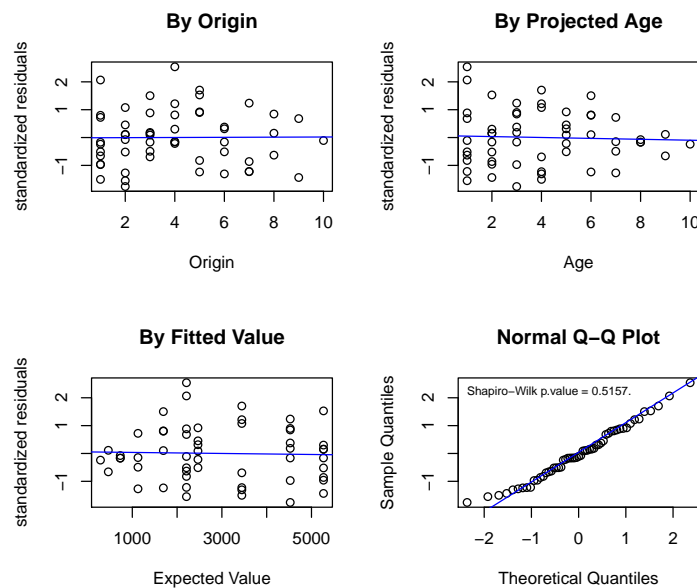 By Origin
standardized residuals
2
1
−1
2 4 6 8 10
Origin
By Projected Age
standardized residuals
2
1
−1
2 4 6 8 10
Age
By Fitted Value
standardized residuals
2
1
−1
1000 3000 5000
Expected Value
Normal Q−Q Plot
Shapiro−Wilk p.value = 0.5157.
Sample Quantiles
2
1
−1
−2 −1 0 1 2
Theoretical Quantiles